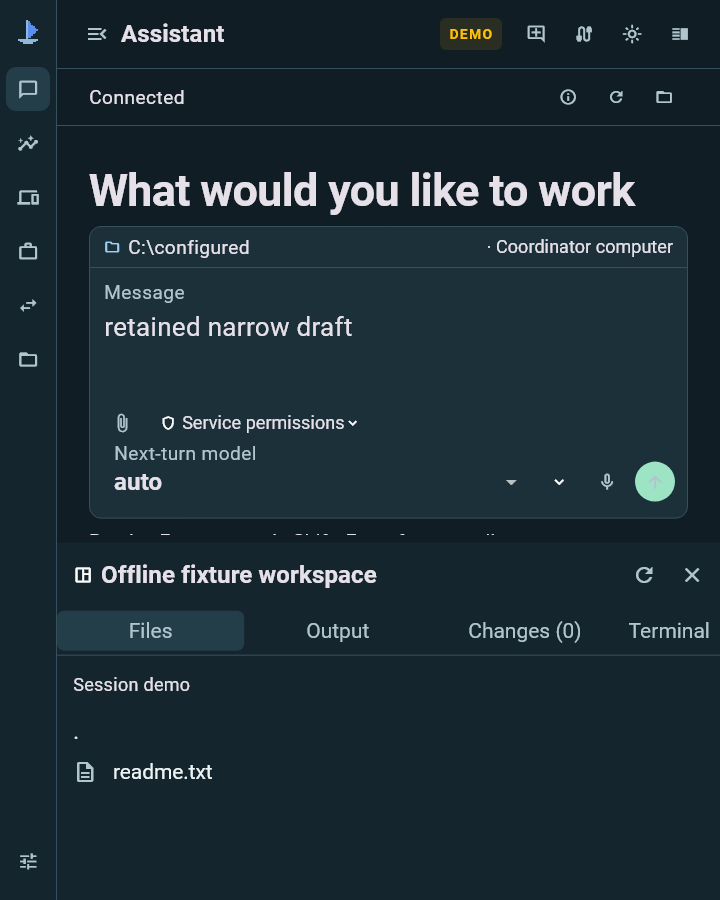 Assistant
DEMO
Connected
What would you like to work
C:\configured
· Coordinator computer
Message
retained narrow draft
Service permissions
Next-turn model
auto
Offline fixture workspace
Files
Output
Changes (0)
Terminal
Session demo
.
readme.txt